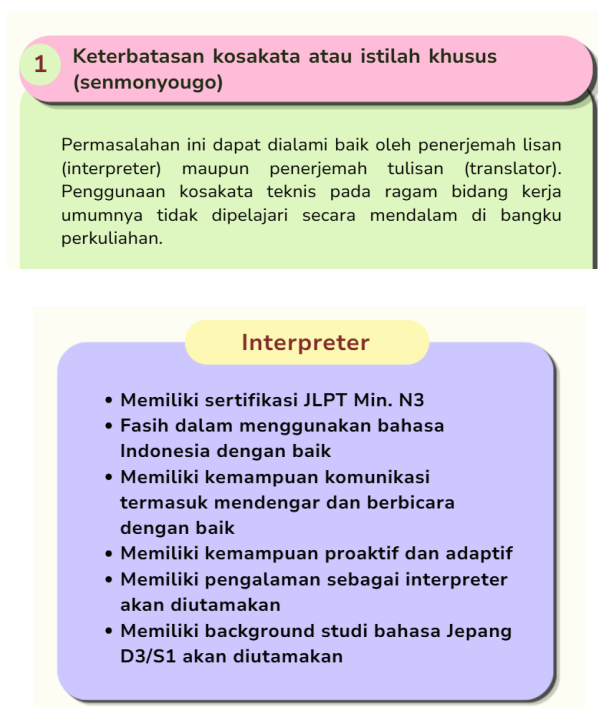 1
Keterbatasan kosakata atau istilah khusus
(senmonyougo)
Permasalahan ini dapat dialami baik oleh penerjemah lisan
(interpreter) maupun penerjemah tulisan (translator).
Penggunaan kosakata teknis pada ragam bidang kerja
umumnya tidak dipelajari secara mendalam di bangku
perkuliahan.
Interpreter
• Memiliki sertifikasi JLPT Min. N3
• Fasih dalam menggunakan bahasa
Indonesia dengan baik
• Memiliki kemampuan komunikasi
termasuk mendengar dan berbicara
dengan baik
• Memiliki kemampuan proaktif dan adaptif
• Memiliki pengalaman sebagai interpreter
akan diutamakan
• Memiliki background studi bahasa Jepang
D3/S1 akan diutamakan